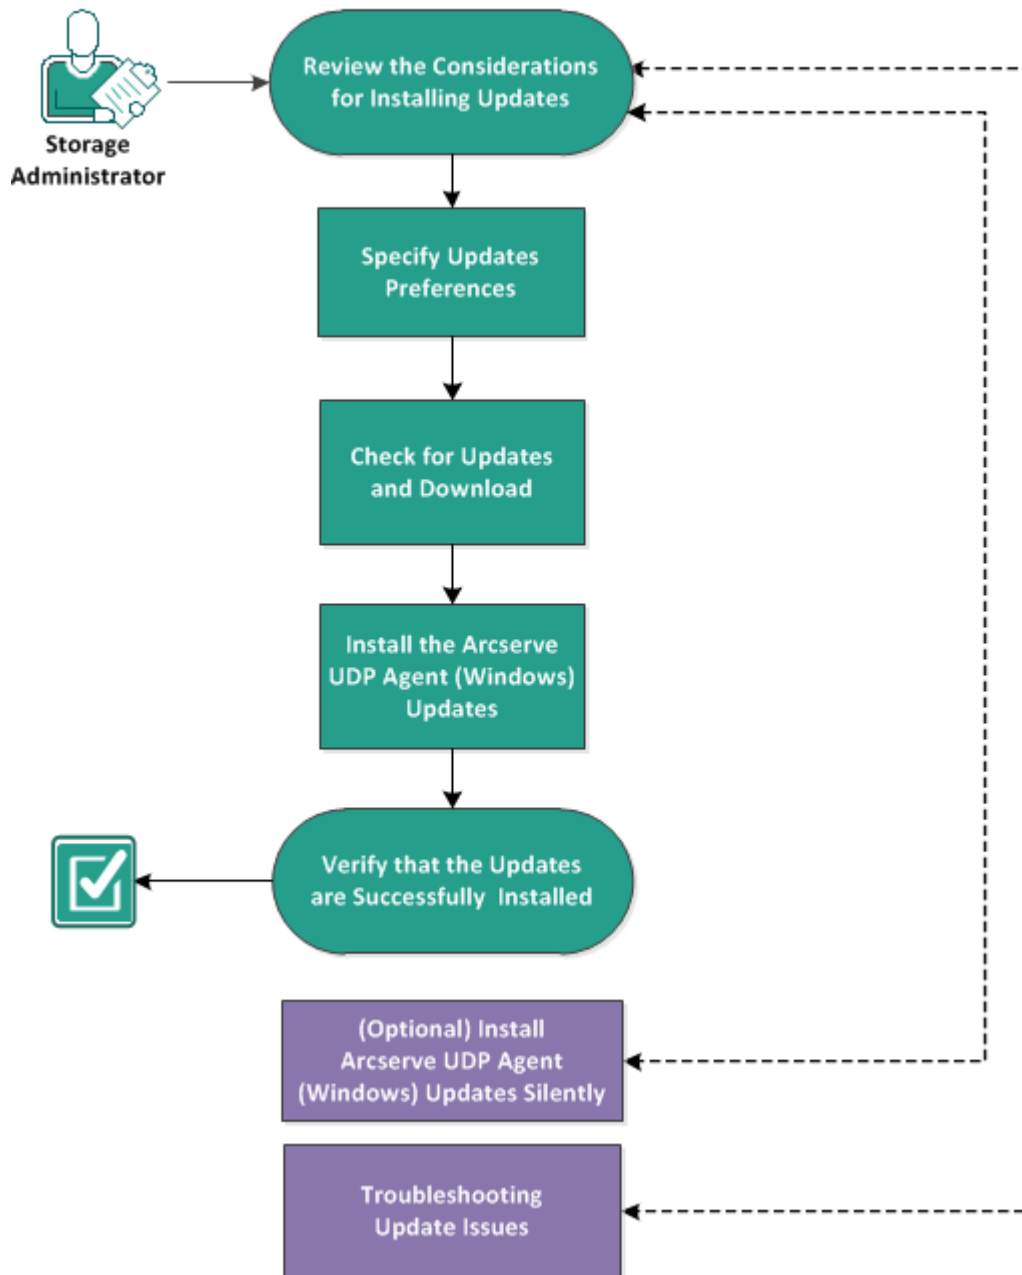 Storage
Administrator
Review the Considerations
for Installing Updates
Specify Updates
Preferences
Check for Updates
and Download
Install the Arcserve
UDP Agent (Windows)
Updates
Verify that the Updates
are Successfully Installed
(Optional) Install
Arcserve UDP Agent
(Windows) Updates Silently
Troubleshooting
Update Issues